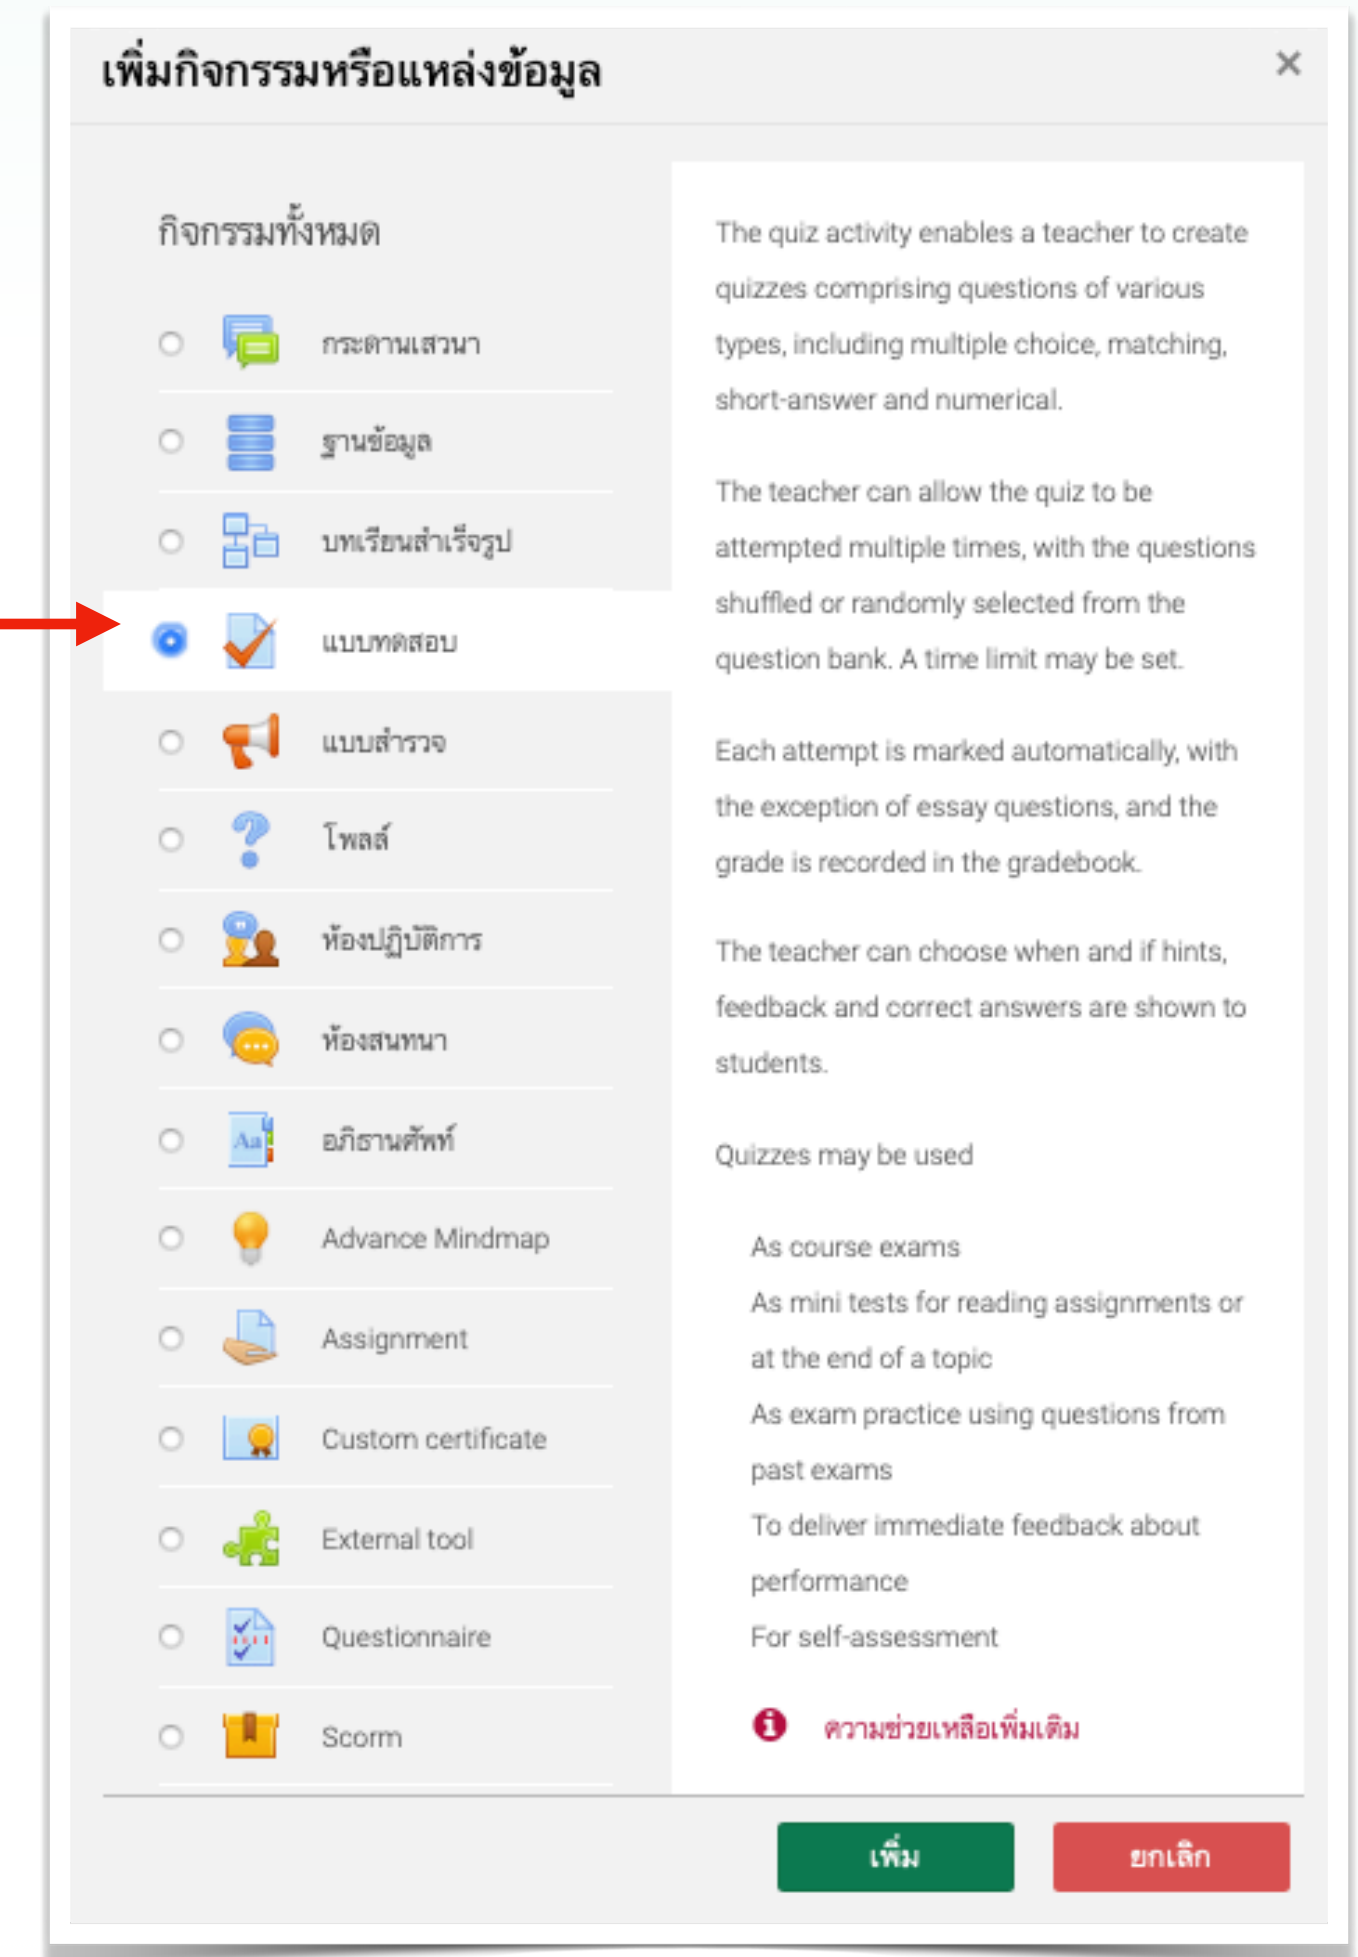 เพิ่มกิจกรรมหรือแหล่งข้อมูล
×
กิจกรรมทั้งหมด
กระดานเสวนา
ฐานข้อมูล
บทเรียนสำเร็จรูป
แบบทดสอบ
แบบสำรวจ
โพลล์
ห้องปฏิบัติการ
ห้องสนทนา
Aa
อภิธานศัพท์
Advance Mindmap
Assignment
Custom certificate
External tool
Questionnaire
Scorm
The quiz activity enables a teacher to create
quizzes comprising questions of various
types, including multiple choice, matching,
short-answer and numerical.
The teacher can allow the quiz to be
attempted multiple times, with the questions
shuffled or randomly selected from the
question bank. A time limit may be set.
Each attempt is marked automatically, with
the exception of essay questions, and the
grade is recorded in the gradebook.
The teacher can choose when and if hints,
feedback and correct answers are shown to
students.
Quizzes may be used
As course exams
As mini tests for reading assignments or
at the end of a topic
As exam practice using questions from
past exams
To deliver immediate feedback about
performance
For self-assessment
ความช่วยเหลือเพิ่มเติม
เพิ่ม
ยกเลิก